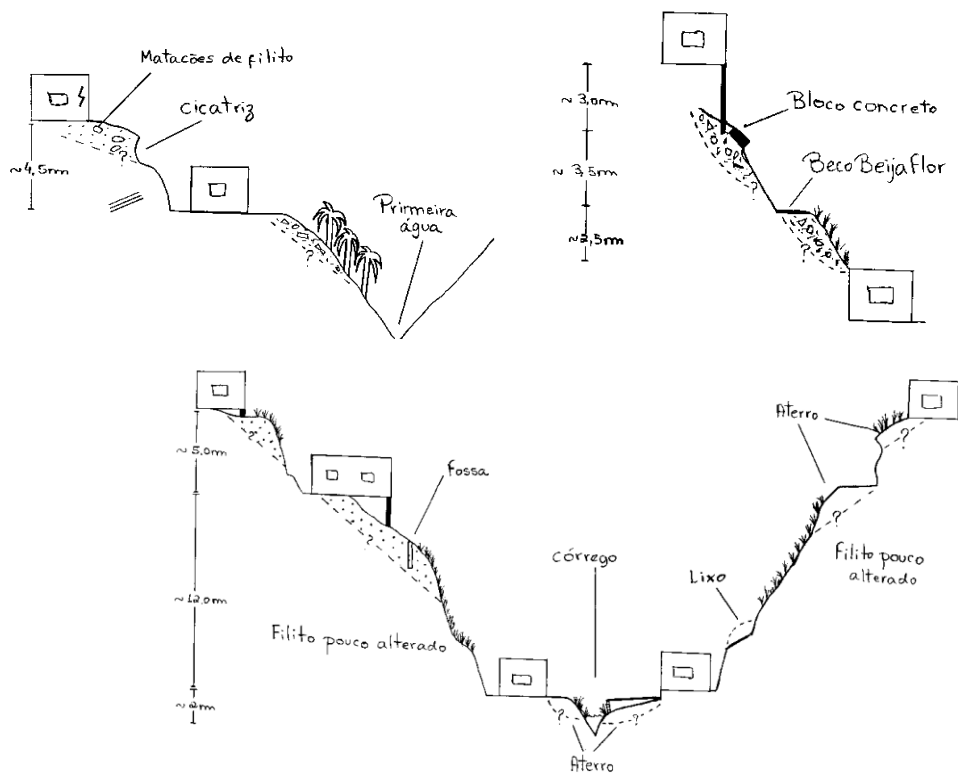 Matacões de filito
cicatriz
~4,5m
?
?
Primeira
água
~3,0m
~3,5m
~2,5m
Bloco concreto
Beco Beija Flor
?
?
~5,0m
~12,0m
~2m
?
?
Fossa
Filito pouco alterado
córrego
Lixo
Aterro
?
?
Filito pouco
alterado
?
?
Aterro